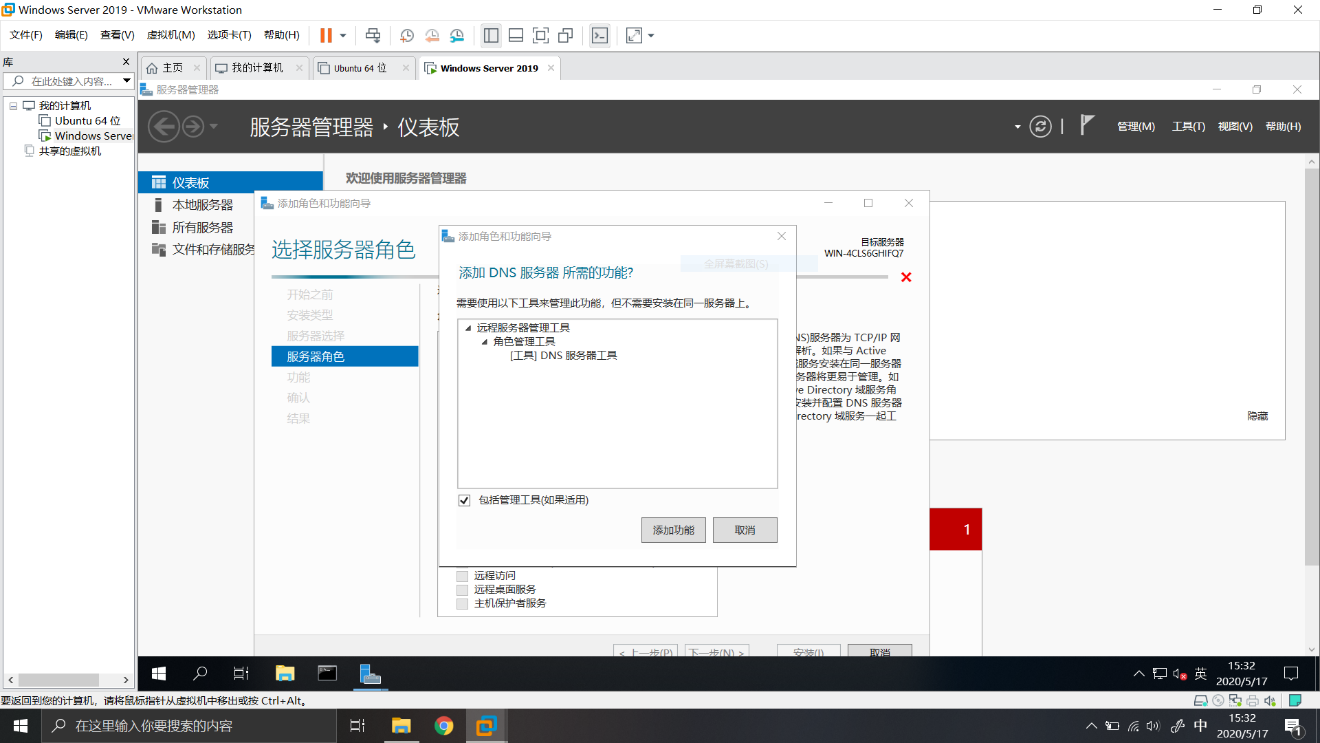 Windows Server 2019 - VMware Workstation
文件(F) 编辑(E) 查看(V) 虚拟机(M) 选项卡(T) 帮助(H)
库
在此处键入内容...
我的计算机
Ubuntu 64 位
Windows Serve
共享的虚拟机
主页 我的计算机 Ubuntu 64 位 Windows Server 2019
服务器管理器
服务器管理器 仪表板
管理(M) 工具(T) 视图(V) 帮助(H)
仪表板
本地服务器
所有服务器
文件和存储服务
欢迎使用服务器管理器
添加角色和功能向导
选择服务器角色
目标服务器
WIN-4CLS6GHIFQ7
开始之前
安装类型
服务器选择
服务器角色
功能
确认
结果
添加角色和功能向导
全屏幕截图(S)
添加 DNS 服务器 所需的功能?
需要使用以下工具来管理此功能，但不需要安装在同一服务器上。
远程服务器管理工具
角色管理工具
[工具] DNS 服务器工具
包括管理工具(如果适用)
添加功能 取消
NS)服务器为 TCP/IP 网
解析。如果与 Active
服务安装在同一服务器
务器将更易于管理。如
ve Directory 域服务角
安装并配置 DNS 服务器
irectory 域服务一起工
隐藏
1
远程访问
远程桌面服务
主机保护者服务
< 上一步(P) 下一步(N) > 安装(I) 取消
英
15:32
2020/5/17
要返回到您的计算机，请将鼠标指针从虚拟机中移出或按 Ctrl+Alt。
在这里输入你要搜索的内容
中
15:32
2020/5/17
1